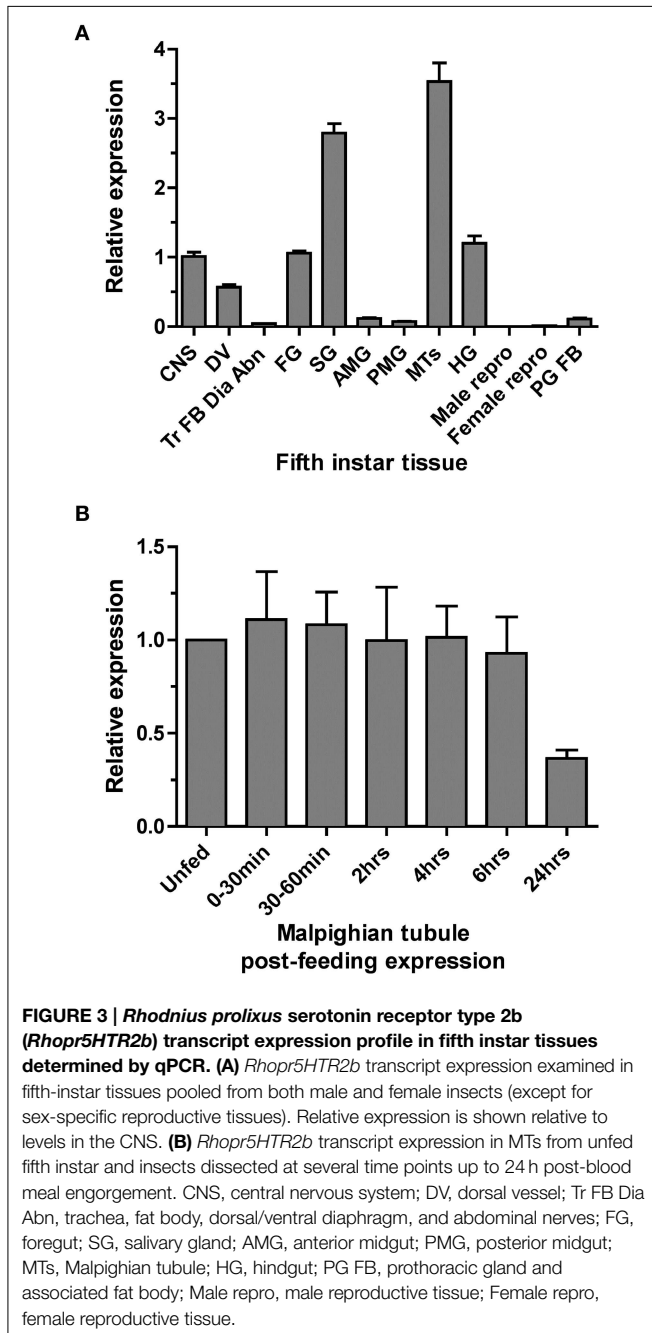 A
4
3
2
1
0
Relative expression
CNS
DV
Tr FB Dia Abn
FG
SG
AMG
PMG
MTs
HG
Male repro
Female repro
PG FB
Fifth instar tissue
B
1.5
1.0
0.5
0.0
Relative expression
Unfed
0-30min
30-60min
2hrs
4hrs
6hrs
24hrs
Malpighian tubule
post-feeding expression
FIGURE 3 | Rhodnius prolixus serotonin receptor type 2b
(Rhopr5HTR2b) transcript expression profile in fifth instar tissues
determined by qPCR. (A) Rhopr5HTR2b transcript expression examined in
fifth-instar tissues pooled from both male and female insects (except for
sex-specific reproductive tissues). Relative expression is shown relative to
levels in the CNS. (B) Rhopr5HTR2b transcript expression in MTs from unfed
fifth instar and insects dissected at several time points up to 24 h post-blood
meal engorgement. CNS, central nervous system; DV, dorsal vessel; Tr FB Dia
Abn, trachea, fat body, dorsal/ventral diaphragm, and abdominal nerves; FG,
foregut; SG, salivary gland; AMG, anterior midgut; PMG, posterior midgut;
MTs, Malpighian tubule; HG, hindgut; PG FB, prothoracic gland and
associated fat body; Male repro, male reproductive tissue; Female repro,
female reproductive tissue.